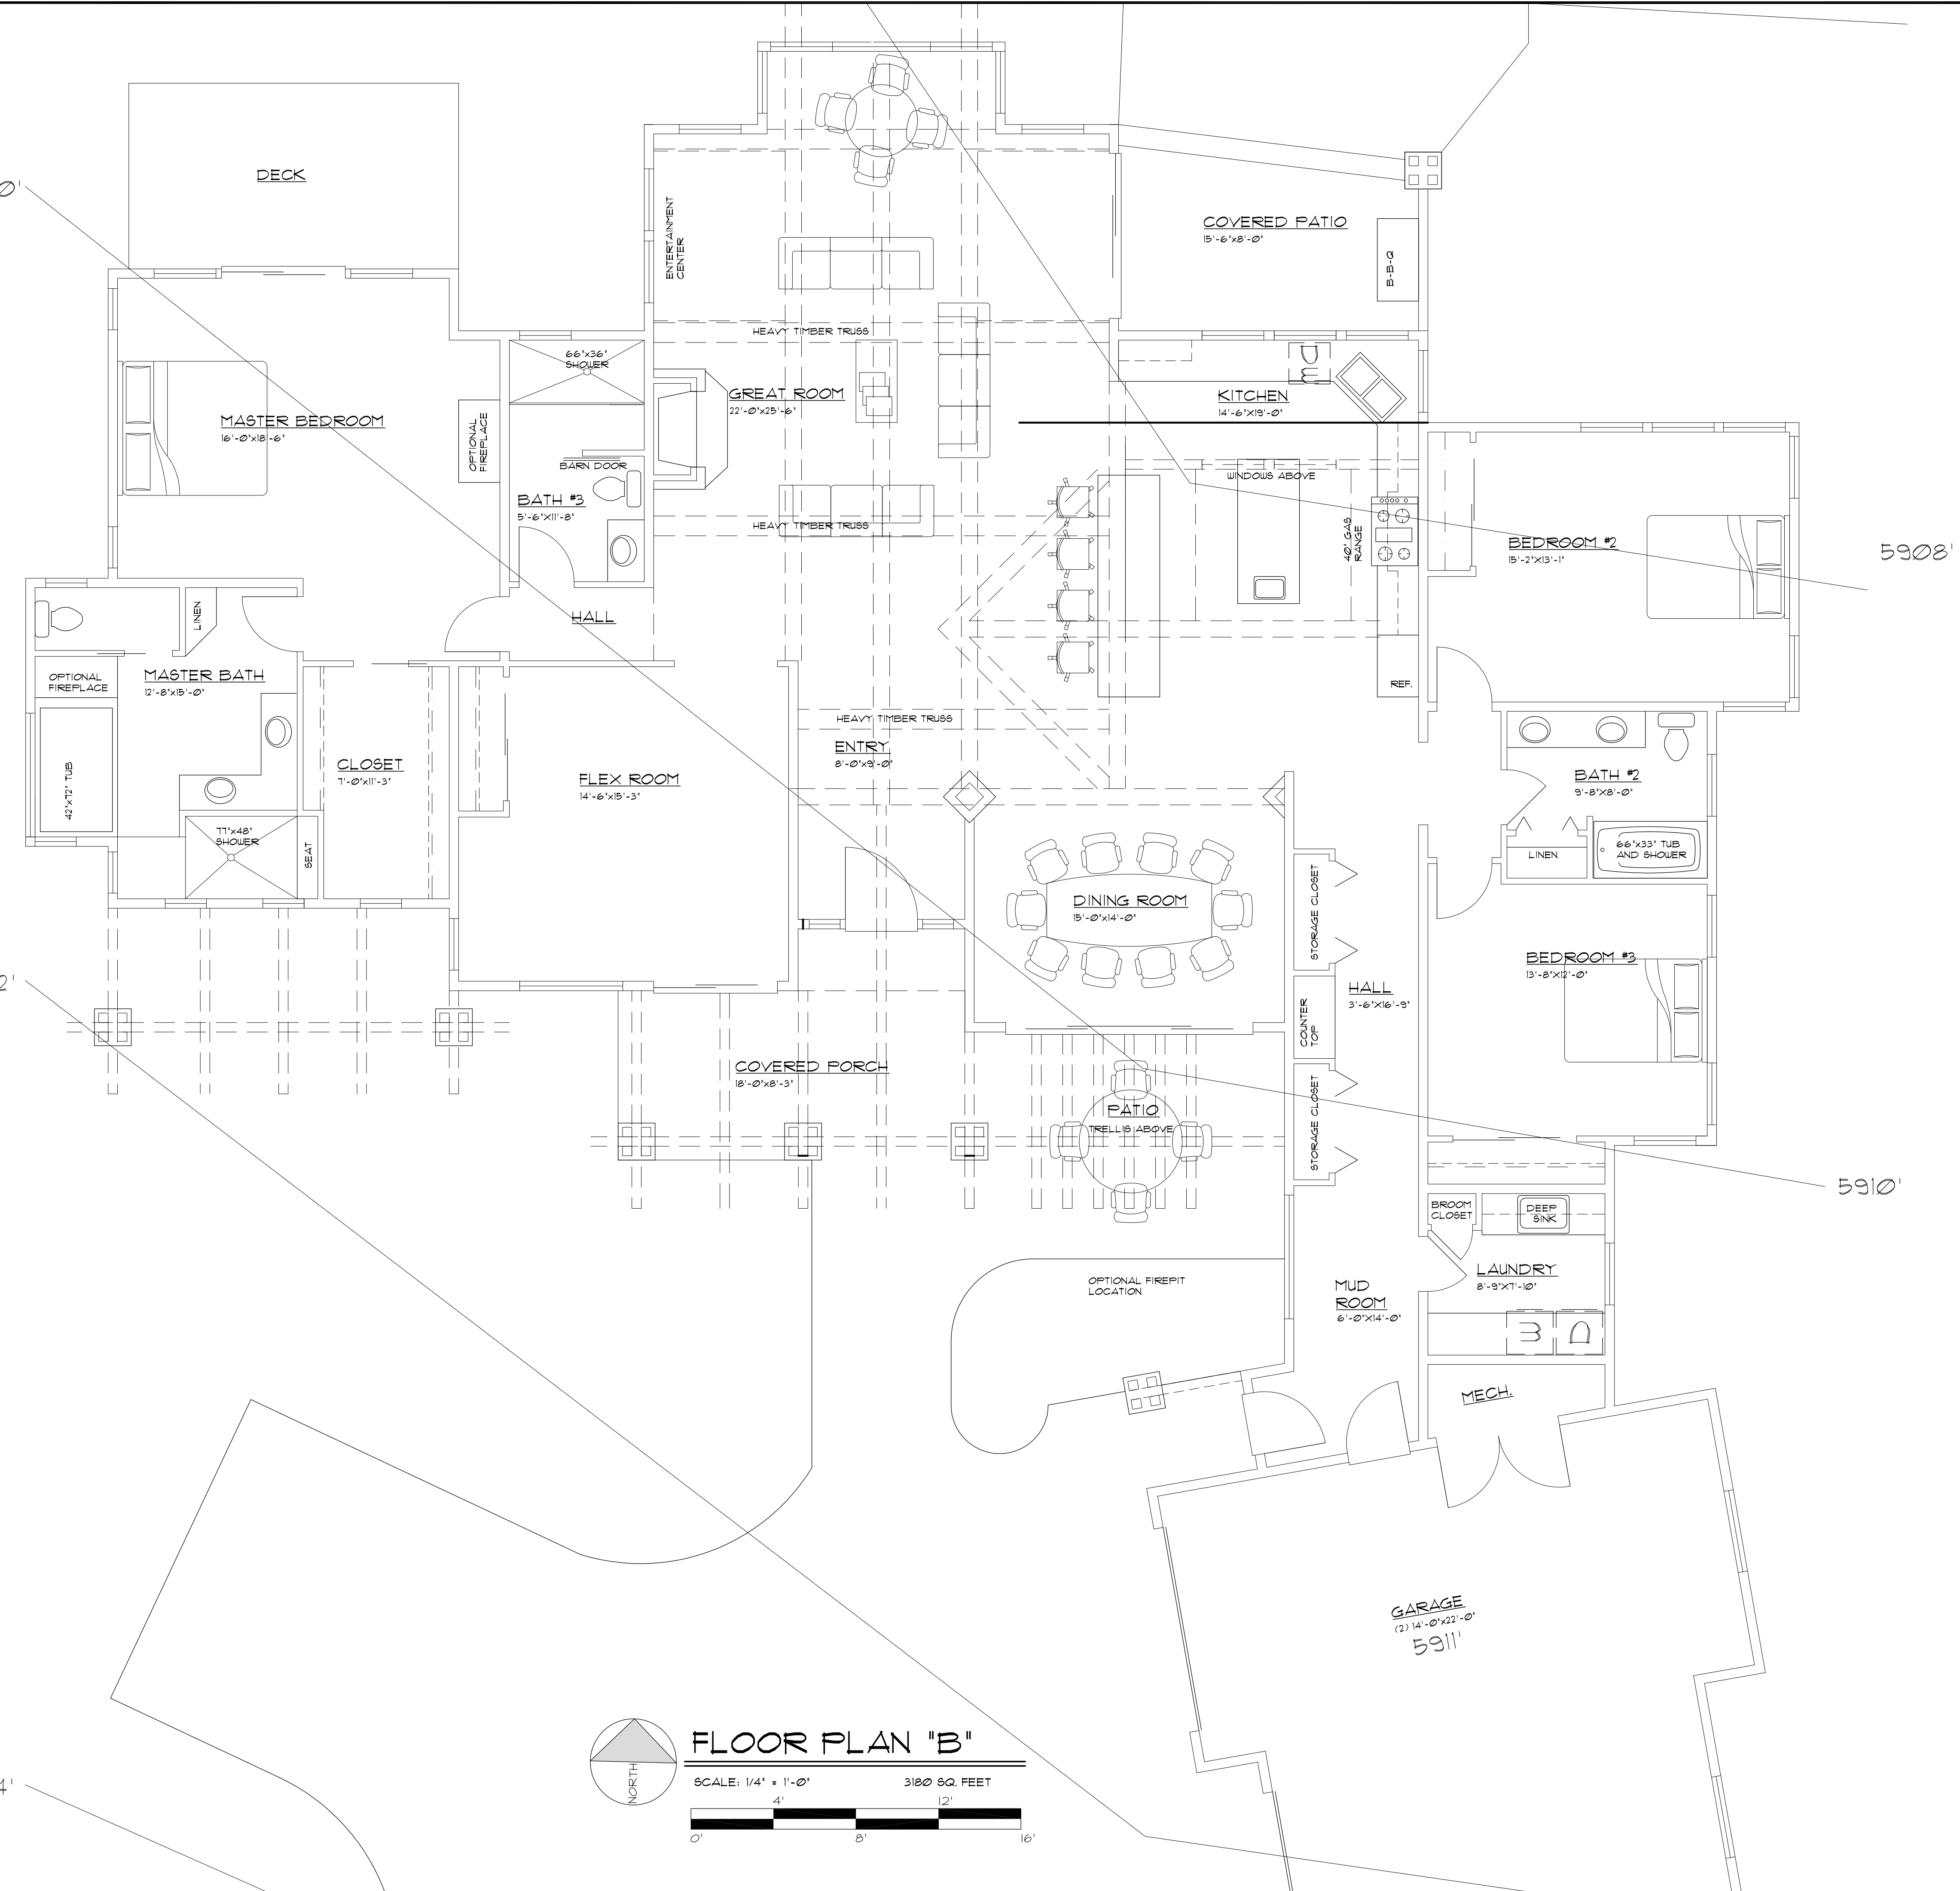 DECK
0'
ENTERTAINMENT
CENTER
COVERED PATIO
15'-6"x8'-0"
B-B-Q
HEAVY TIMBER TRUSS
66"x36"
SHOWER
D
W
GREAT ROOM
22'-0"x25'-6"
KITCHEN
14'-6"X19'-0"
MASTER BEDROOM
16'-0"x18'-6"
OPTIONAL
FIREPLACE
BARN DOOR
WINDOWS ABOVE
BATH #3
5'-6"X11'-8"
HEAVY TIMBER TRUSS
40" GAS
RANGE
BEDROOM #2
15'-2"X13'-1"
5908'
LINEN
HALL
MASTER BATH
12'-8"x15'-0"
OPTIONAL
FIREPLACE
REF.
HEAVY TIMBER TRUSS
ENTRY
8'-0"x9'-0"
42"x72" TUB
CLOSET
7'-0"x11'-3"
FLEX ROOM
14'-6"x15'-3"
BATH #2
9'-8"X8'-0"
77"x48"
SHOWER
SEAT
LINEN
66"x33" TUB
AND SHOWER
DINING ROOM
15'-0"x14'-0"
STORAGE CLOSET
BEDROOM #3
13'-8"X12'-0"
2'
HALL
3'-6"X16'-9"
COUNTER
TOP
COVERED PORCH
18'-0"x8'-3"
PATIO
TRELLIS ABOVE
STORAGE CLOSET
5910'
BROOM
CLOSET
DEEP
SINK
OPTIONAL FIREPIT
LOCATION
MUD
ROOM
6'-0"X14'-0"
LAUNDRY
8'-9"X7'-10"
W
D
MECH.
GARAGE
(2) 14'-0"x22'-0"
5911'
NORTH
FLOOR PLAN "B"
SCALE: 1/4" = 1'-0"
3180 SQ. FEET
4'
12'
0'
8'
16'
4'